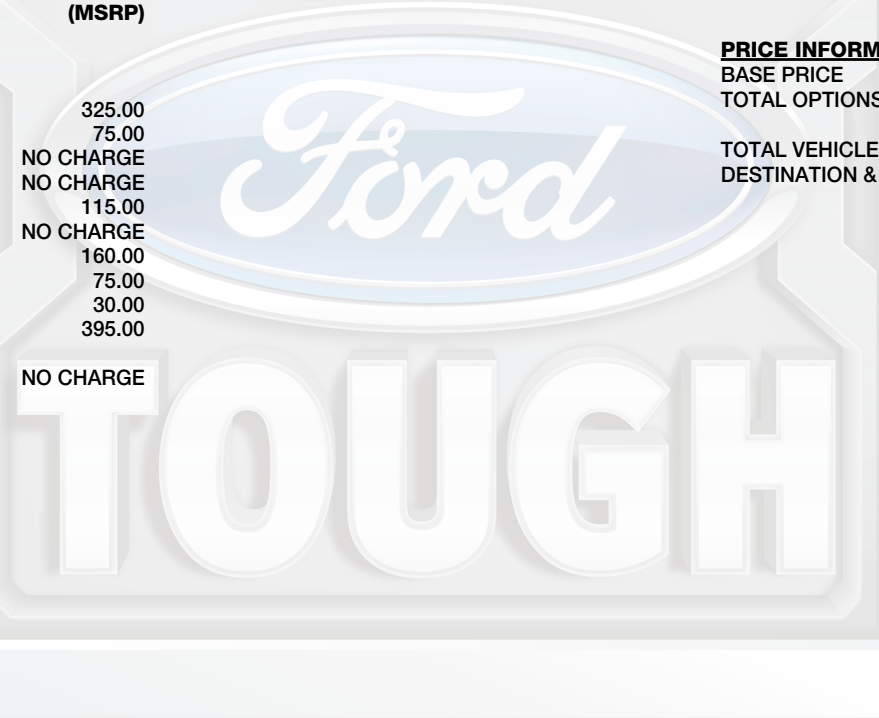 (MSRP)
325.00
75.00
NO CHARGE
NO CHARGE
115.00
NO CHARGE
160.00
75.00
30.00
395.00
NO CHARGE
PRICE INFORM
BASE PRICE
TOTAL OPTIONS
TOTAL VEHICLE
DESTINATION &
Ford
TOUGH